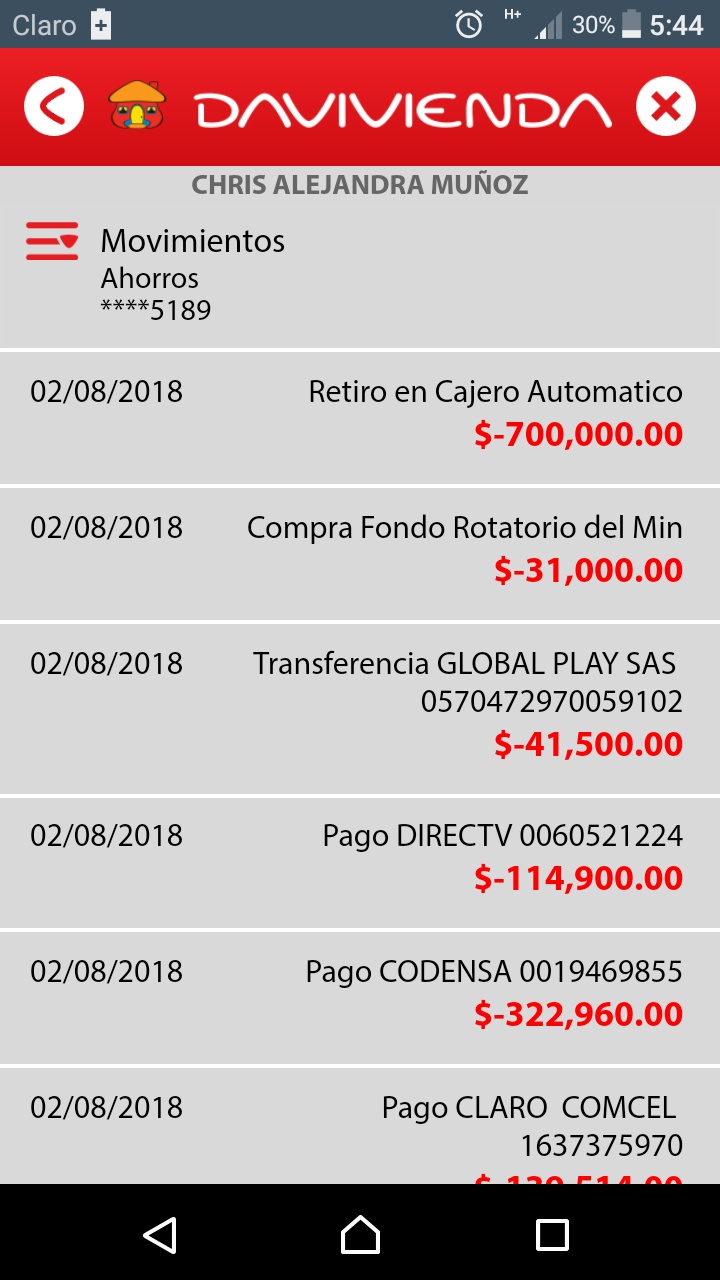 Claro
H+ 30% 5:44
DAVIVIENDA
CHRIS ALEJANDRA MUÑOZ
Movimientos
Ahorros
****5189
02/08/2018 Retiro en Cajero Automatico
$-700,000.00
02/08/2018 Compra Fondo Rotatorio del Min
$-31,000.00
02/08/2018 Transferencia GLOBAL PLAY SAS
0570472970059102
$-41,500.00
02/08/2018 Pago DIRECTV 0060521224
$-114,900.00
02/08/2018 Pago CODENSA 0019469855
$-322,960.00
02/08/2018 Pago CLARO COMCEL
1637375970